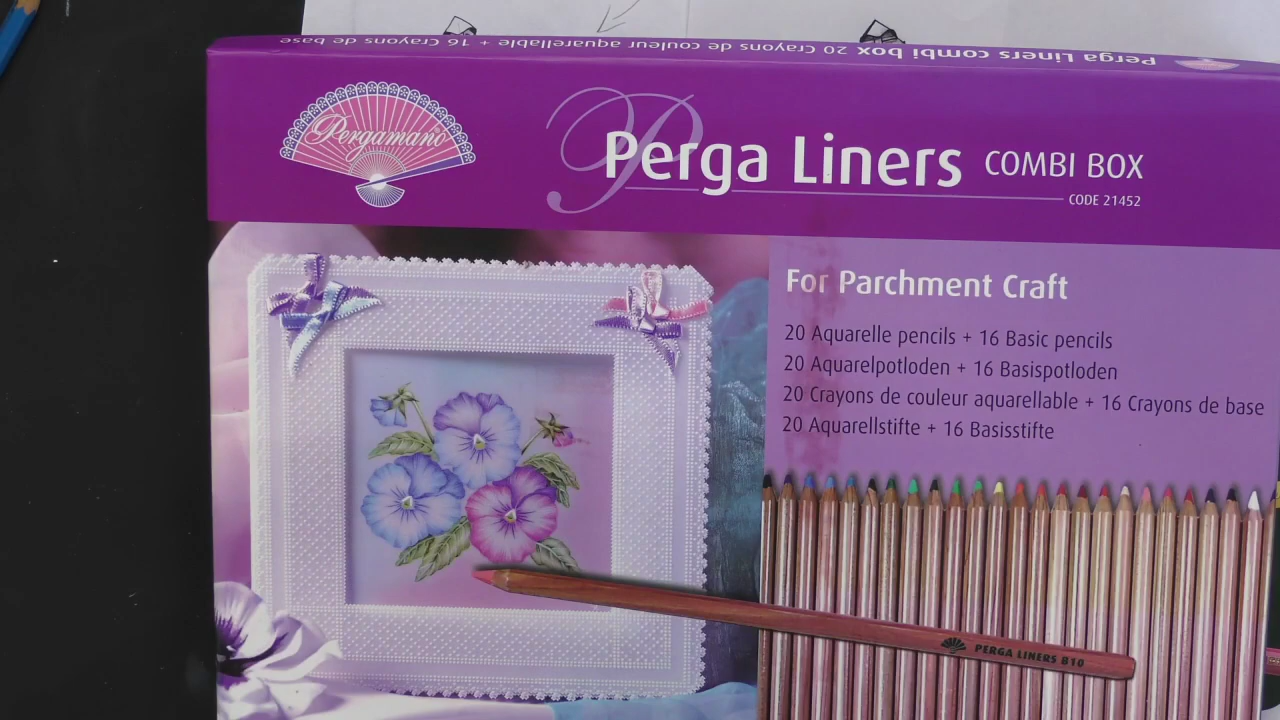 Perga Liners combi box 20 Crayons de couleur aquarellable + 16 Crayons de base
Pergamano
Perga Liners COMBI BOX
CODE 21452
For Parchment Craft
20 Aquarelle pencils + 16 Basic pencils
20 Aquarelpotloden + 16 Basispotloden
20 Crayons de couleur aquarellable + 16 Crayons de base
20 Aquarellstifte + 16 Basisstifte
PERGA LINERS B10